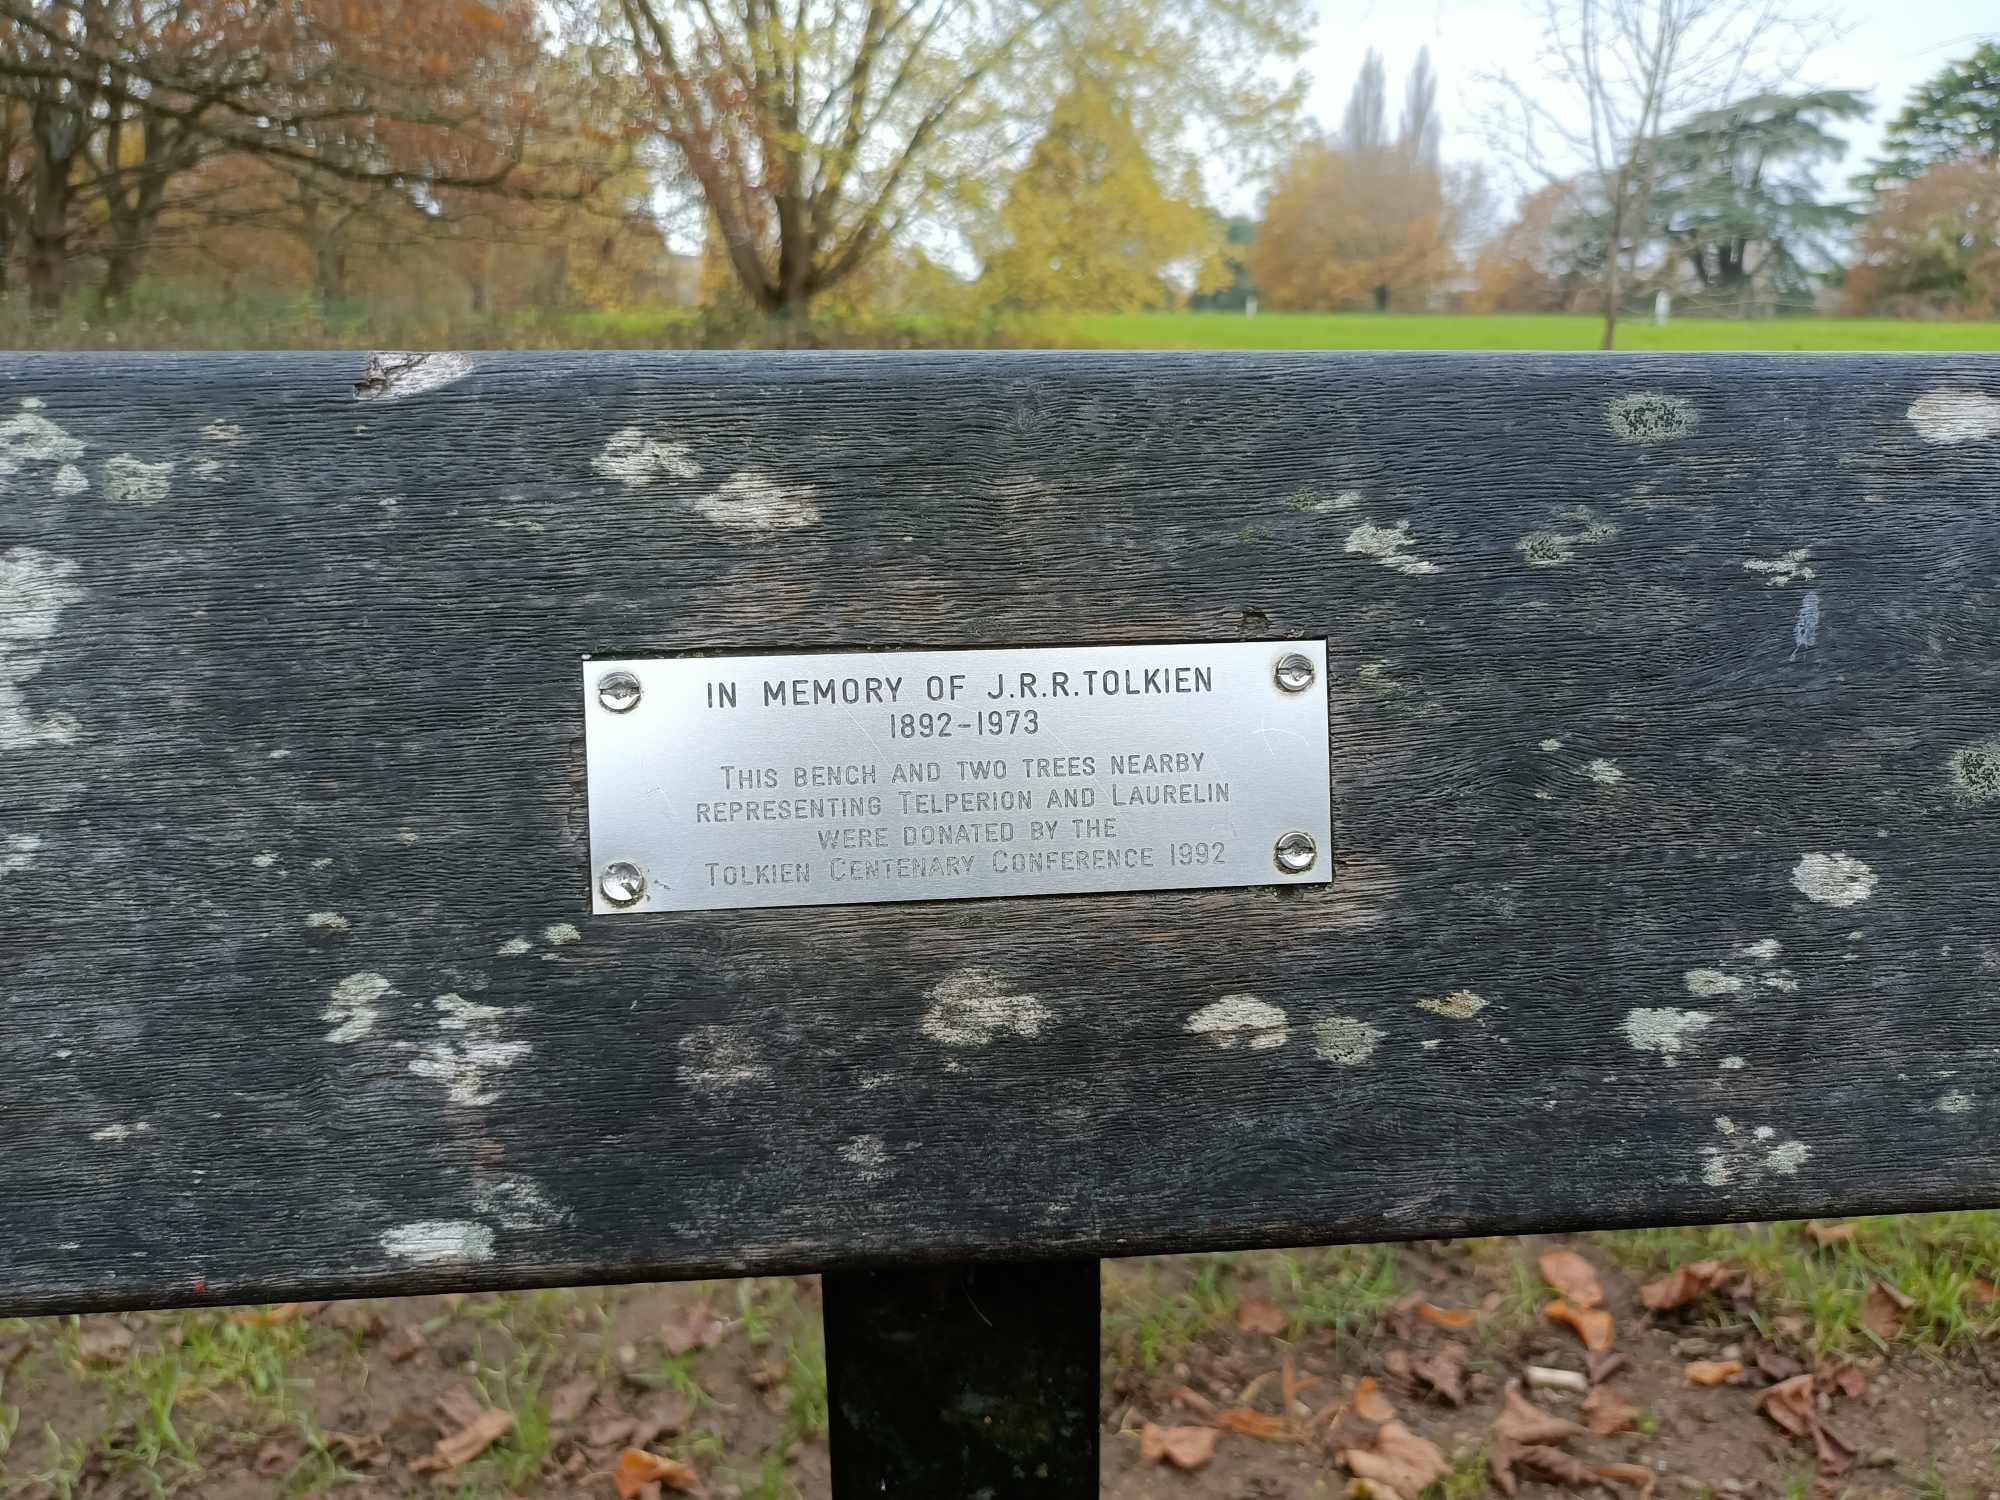 IN MEMORY OF J.R.R.TOLKIEN
1892-1973
THIS BENCH AND TWO TREES NEARBY
REPRESENTING TELPERION AND LAURELIN
WERE DONATED BY THE
TOLKIEN CENTENARY CONFERENCE 1992